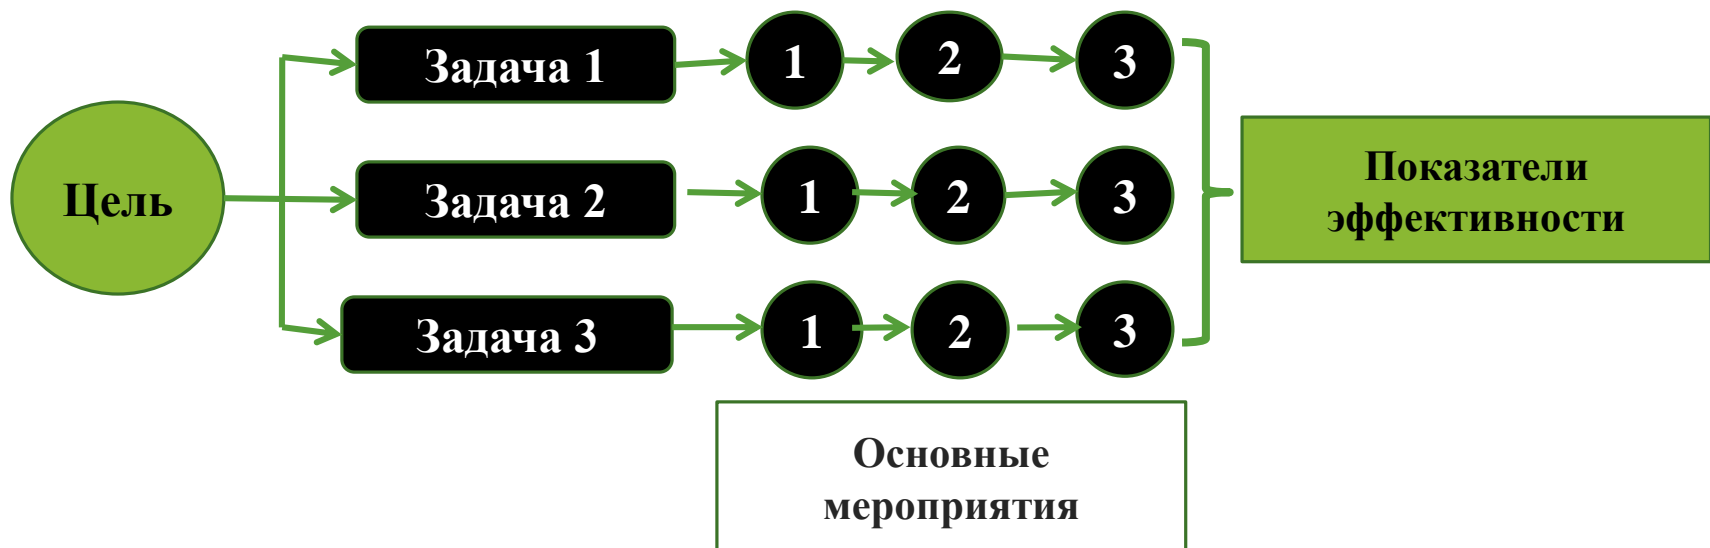 Задача 1
1
2
3
Цель
Задача 2
1
2
3
Показатели
эффективности
Задача 3
1
2
3
Основные
мероприятия